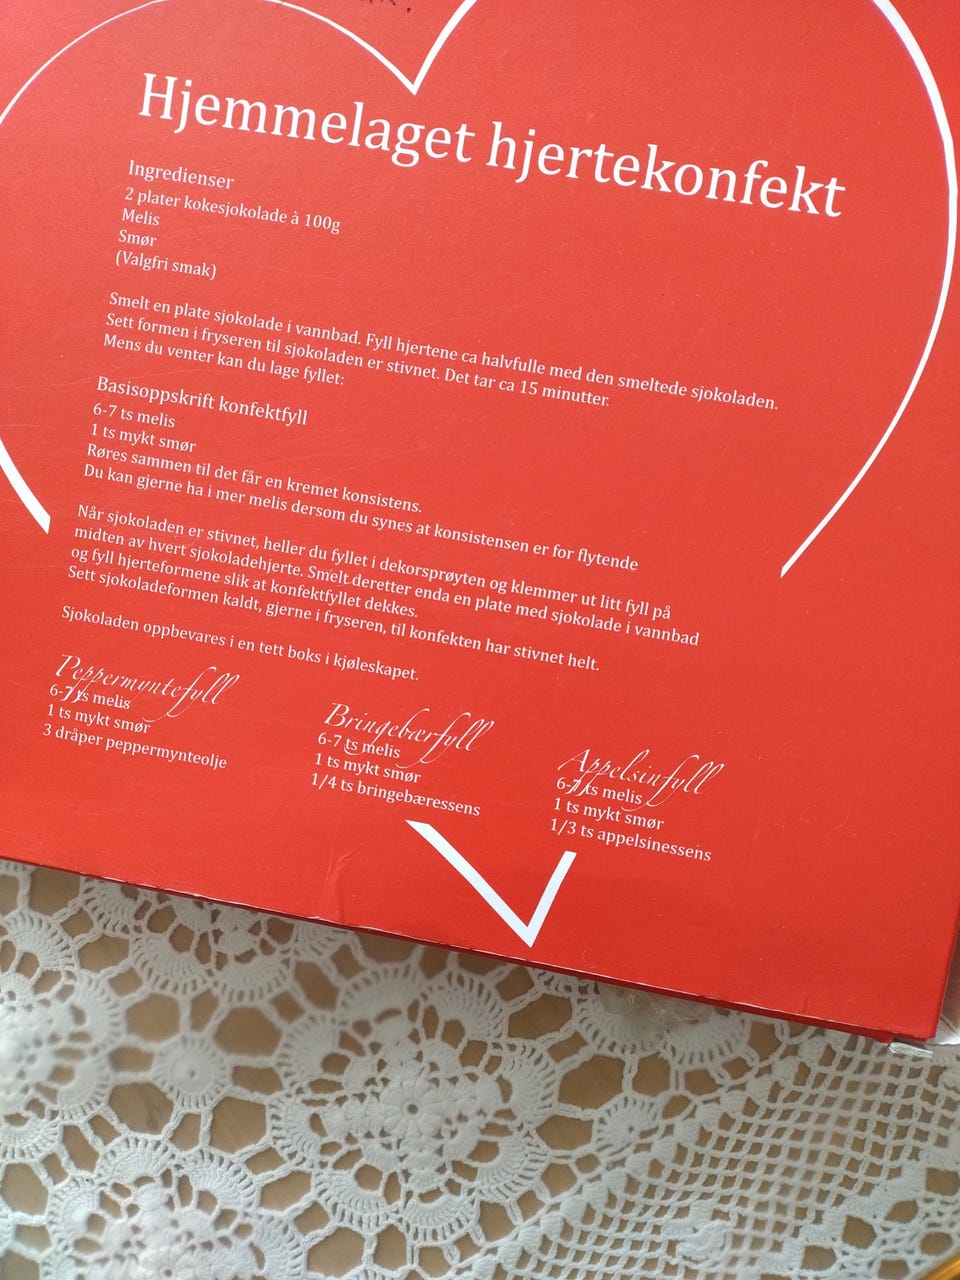 Hjemmelaget hjertekonfekt
Ingredienser
2 plater kokesjokolade à 100g
Melis
Smør
(Valgfri smak)
Smelt en plate sjokolade i vannbad. Fyll hjertene ca halvfulle med den smeltede sjokoladen.
Sett formen i fryseren til sjokoladen er stivnet. Det tar ca 15 minutter.
Mens du venter kan du lage fyllet:
Basisoppskrift konfektfyll
6-7 ts melis
1 ts mykt smør
Røres sammen til det får en kremet konsistens.
Du kan gjerne ha i mer melis dersom du synes at konsistensen er for flytende
Når sjokoladen er stivnet, heller du fyllet i dekorsprøyten og klemmer ut litt fyll på
midten av hvert sjokoladehjerte. Smelt deretter enda en plate med sjokolade i vannbad
og fyll hjerteformene slik at konfektfyllet dekkes.
Sett sjokoladeformen kaldt, gjerne i fryseren, til konfekten har stivnet helt.
Sjokoladen oppbevares i en tett boks i kjøleskapet.
Peppermyntefyll
6-7 ts melis
1 ts mykt smør
3 dråper peppermynteolje
Bringebærfyll
6-7 ts melis
1 ts mykt smør
1/4 ts bringebæressens
Appelsinfyll
6-7 ts melis
1 ts mykt smør
1/3 ts appelsinessens